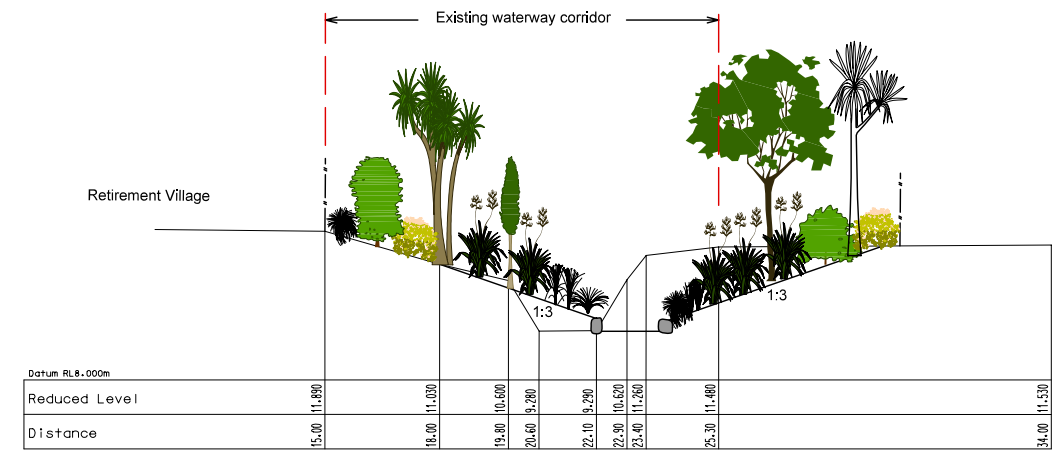 Existing waterway corridor
Retirement Village
1:3
1:3
Datum RL8.000m
Reduced Level 11.890 11.030 10.600 9.280 9.290 10.620 11.260 11.480 11.530
Distance 15.00 18.00 19.80 20.60 22.10 22.90 23.40 25.30 34.00